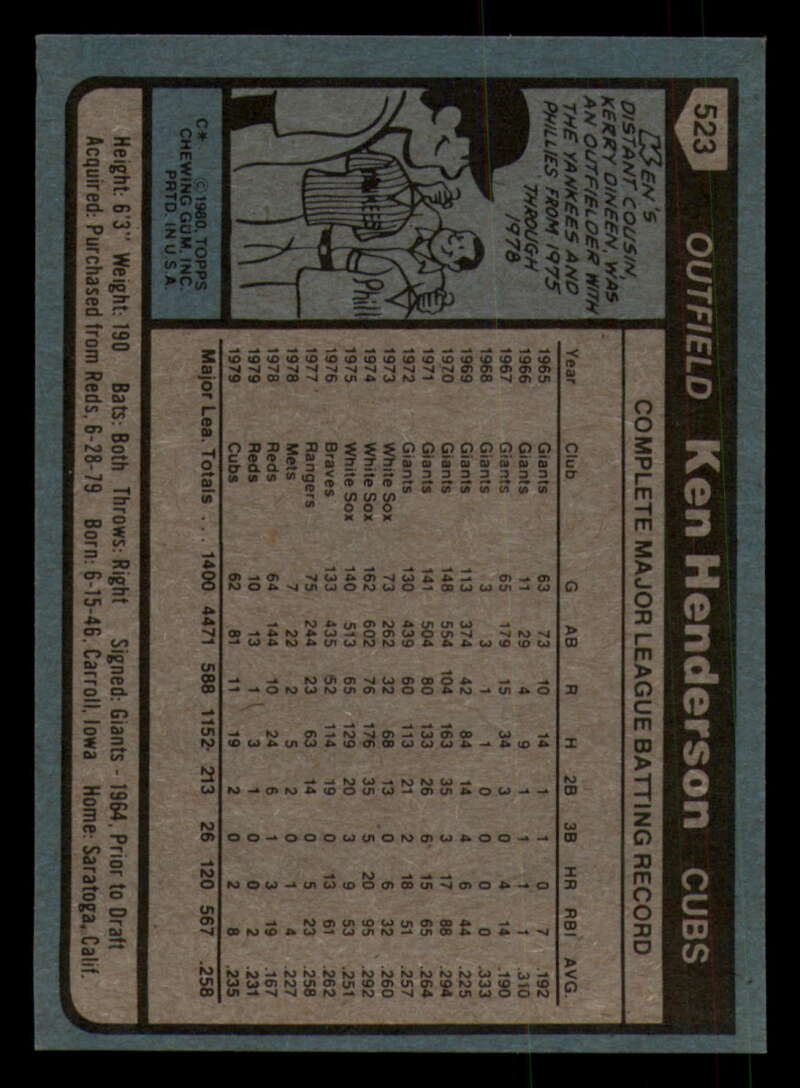 523
OUTFIELD Ken Henderson CUBS
KEN'S
DISTANT COUSIN,
KERRY DINEEN, WAS
AN OUTFIELDER WITH
THE YANKEES AND
PHILLIES FROM 1975
THROUGH
1978
Phill
C* © 1980, TOPPS
CHEWING GUM, INC.
PRTD. IN U.S.A.
COMPLETE MAJOR LEAGUE BATTING RECORD
Year Club G AB R H 2B 3B HR RBI AVG.
1965 Giants 63 73 10 14 1 1 0 7 .192
1966 Giants 11 29 4 9 1 1 1 1 .310
1967 Giants 65 179 15 34 3 0 4 14 .190
1968 Giants 3 3 1 1 0 0 0 0 .333
1969 Giants 113 374 42 84 14 4 6 44 .225
1970 Giants 148 554 104 163 35 3 17 88 .294
1971 Giants 141 504 80 133 26 6 15 65 .264
1972 Giants 130 439 60 113 21 2 18 51 .257
1973 White Sox 73 262 32 68 13 0 6 32 .260
1974 White Sox 162 602 76 176 35 5 20 95 .292
1975 White Sox 140 513 65 129 20 3 9 53 .251
1976 Braves 133 435 52 114 19 0 13 61 .262
1977 Rangers 75 244 23 63 14 0 5 23 .258
1978 Mets 7 22 2 5 2 0 1 4 .227
1978 Reds 64 144 10 24 6 1 3 19 .167
1979 Reds 10 13 1 3 1 0 0 2 .231
1979 Cubs 62 81 11 19 2 0 2 8 .235
Major Lea. Totals . . . 1400 4471 588 1152 213 26 120 567 .258
Height: 6'3" Weight: 190 Bats: Both Throws: Right Signed: Giants - 1964, Prior to Draft
Acquired: Purchased from Reds, 6-28-79 Born: 6-15-46, Carroll, Iowa Home: Saratoga, Calif.